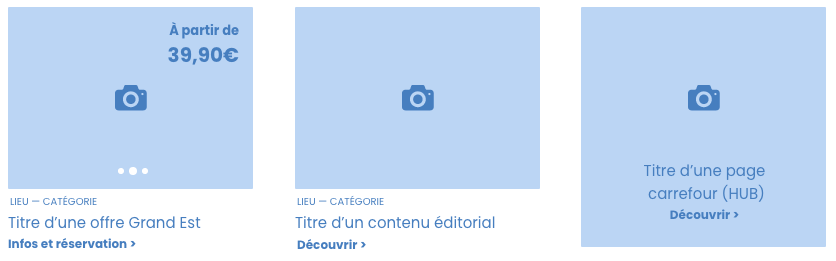 À partir de
39,90€
LIEU — CATÉGORIE
Titre d’une offre Grand Est
Infos et réservation >
LIEU — CATÉGORIE
Titre d’un contenu éditorial
Découvrir >
Titre d’une page
carrefour (HUB)
Découvrir >